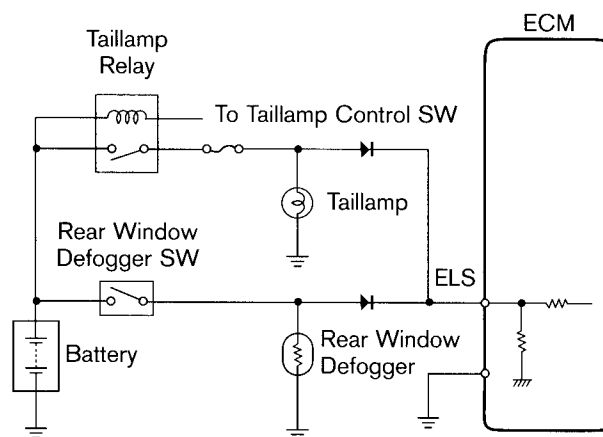 ECM
Taillamp
Relay
To Taillamp Control SW
Taillamp
Rear Window
Defogger SW
ELS
Battery
Rear Window
Defogger